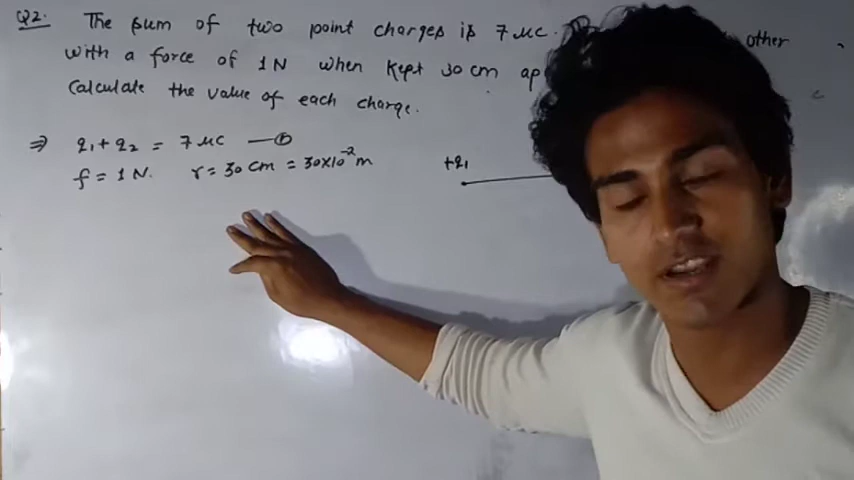 Q2. The sum of two point charges is 7 μc. other
with a force of 1 N when kept 30 cm ap
Calculate the value of each charge.
⇒ q₁ + q₂ = 7 μc —①
f = 1 N. r = 30 cm = 30×10⁻² m
+q₁